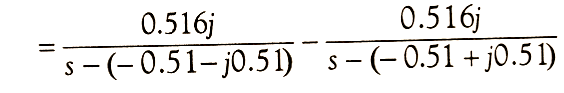 = 0.516j / s – (– 0.51 – j0.51) – 0.516j / s – (– 0.51 + j0.51)